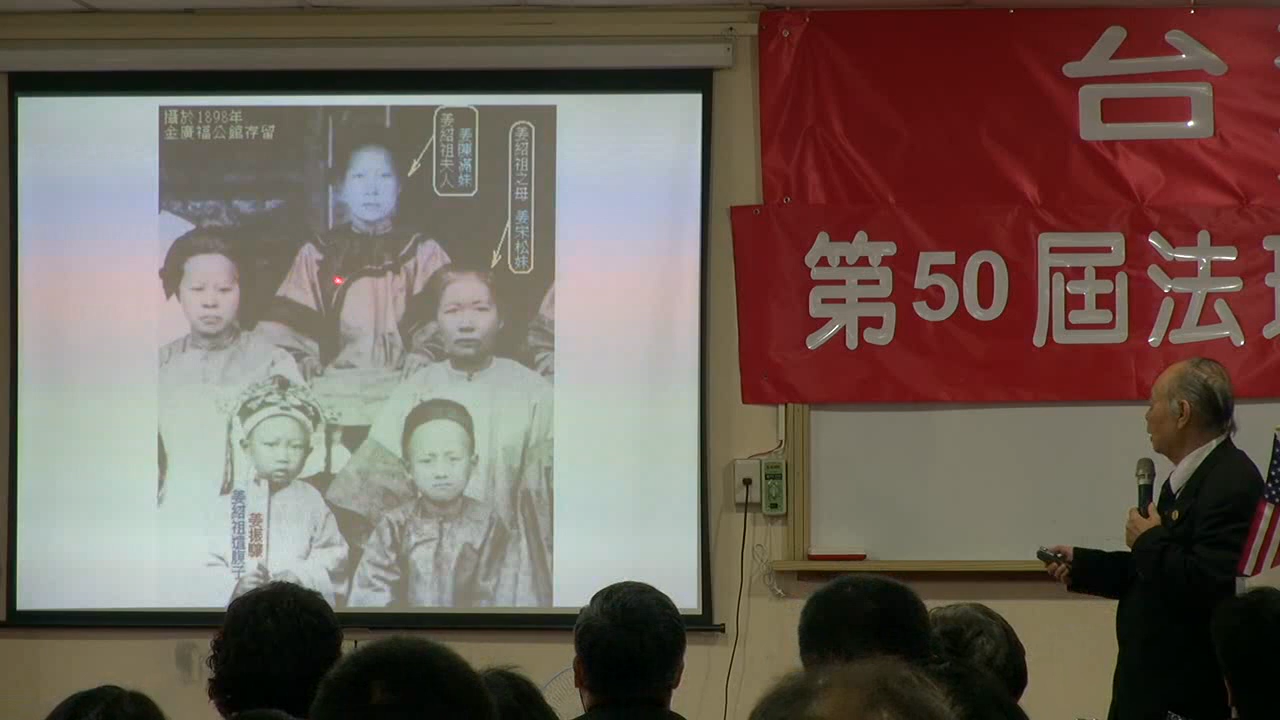 攝於1898年
金廣福公館存留
姜陳滿妹
姜紹祖夫人
姜紹祖之母 姜宋松妹
姜振驤
姜紹祖遺腹子
台
第50屆法